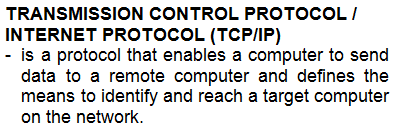 TRANSMISSION CONTROL PROTOCOL /
INTERNET PROTOCOL (TCP/IP)
- is a protocol that enables a computer to send
data to a remote computer and defines the
means to identify and reach a target computer
on the network.